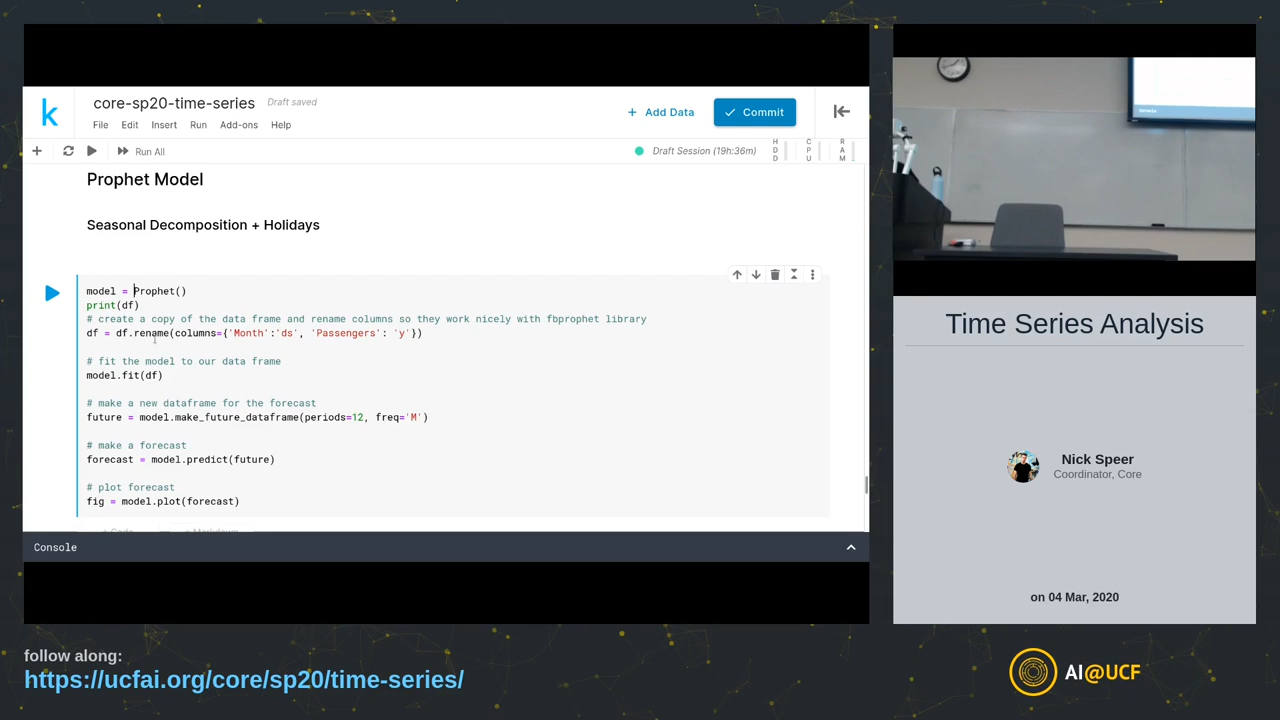 core-sp20-time-series Draft saved
File Edit Insert Run Add-ons Help
+ Add Data
Commit
Run All
Draft Session (19h:36m)
HDD
CPU
RAM
Prophet Model
Seasonal Decomposition + Holidays
model = Prophet()
print(df)
# create a copy of the data frame and rename columns so they work nicely with fbprophet library
df = df.rename(columns={'Month':'ds', 'Passengers': 'y'})
# fit the model to our data frame
model.fit(df)
# make a new dataframe for the forecast
future = model.make_future_dataframe(periods=12, freq='M')
# make a forecast
forecast = model.predict(future)
# plot forecast
fig = model.plot(forecast)
+ Code + Markdown
Console
Time Series Analysis
Nick Speer
Coordinator, Core
on 04 Mar, 2020
follow along:
https://ucfai.org/core/sp20/time-series/
AI@UCF